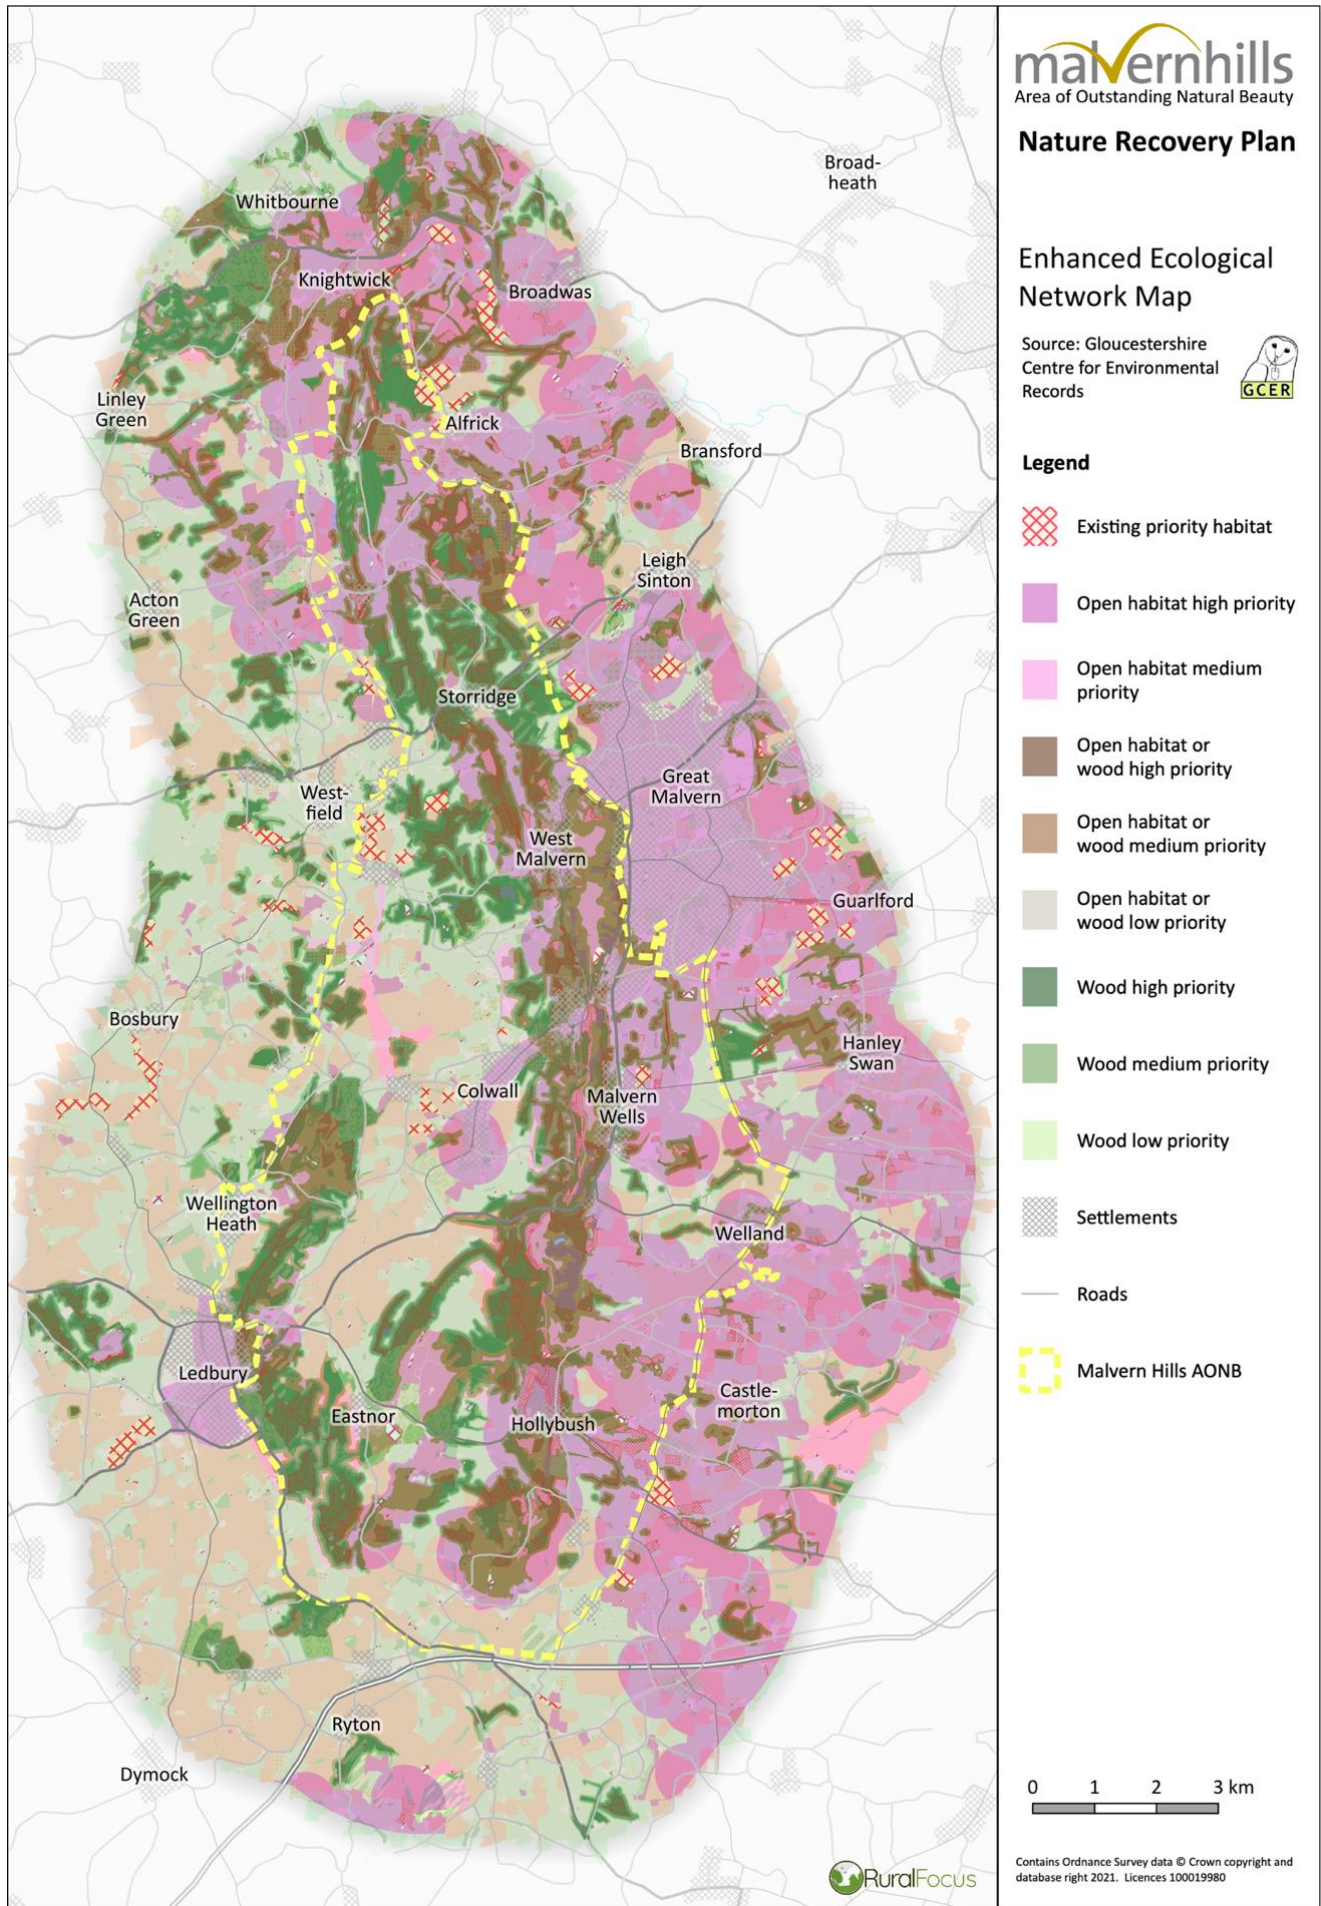 malvernhills
Area of Outstanding Natural Beauty
Nature Recovery Plan
Enhanced Ecological
Network Map
Source: Gloucestershire
Centre for Environmental
Records
GCER
Legend
Existing priority habitat
Open habitat high priority
Open habitat medium
priority
Open habitat or
wood high priority
Open habitat or
wood medium priority
Open habitat or
wood low priority
Wood high priority
Wood medium priority
Wood low priority
Settlements
Roads
Malvern Hills AONB
0 1 2 3 km
Contains Ordnance Survey data © Crown copyright and
database right 2021. Licences 100019980
Broad-
heath
Whitbourne
Knightwick
Broadwas
Linley
Green
Alfrick
Bransford
Leigh
Sinton
Acton
Green
Storridge
Great
Malvern
West-
field
West
Malvern
Guarlford
Bosbury
Hanley
Swan
Colwall
Malvern
Wells
Wellington
Heath
Welland
Ledbury
Castle-
morton
Eastnor
Hollybush
Ryton
Dymock
RuralFocus